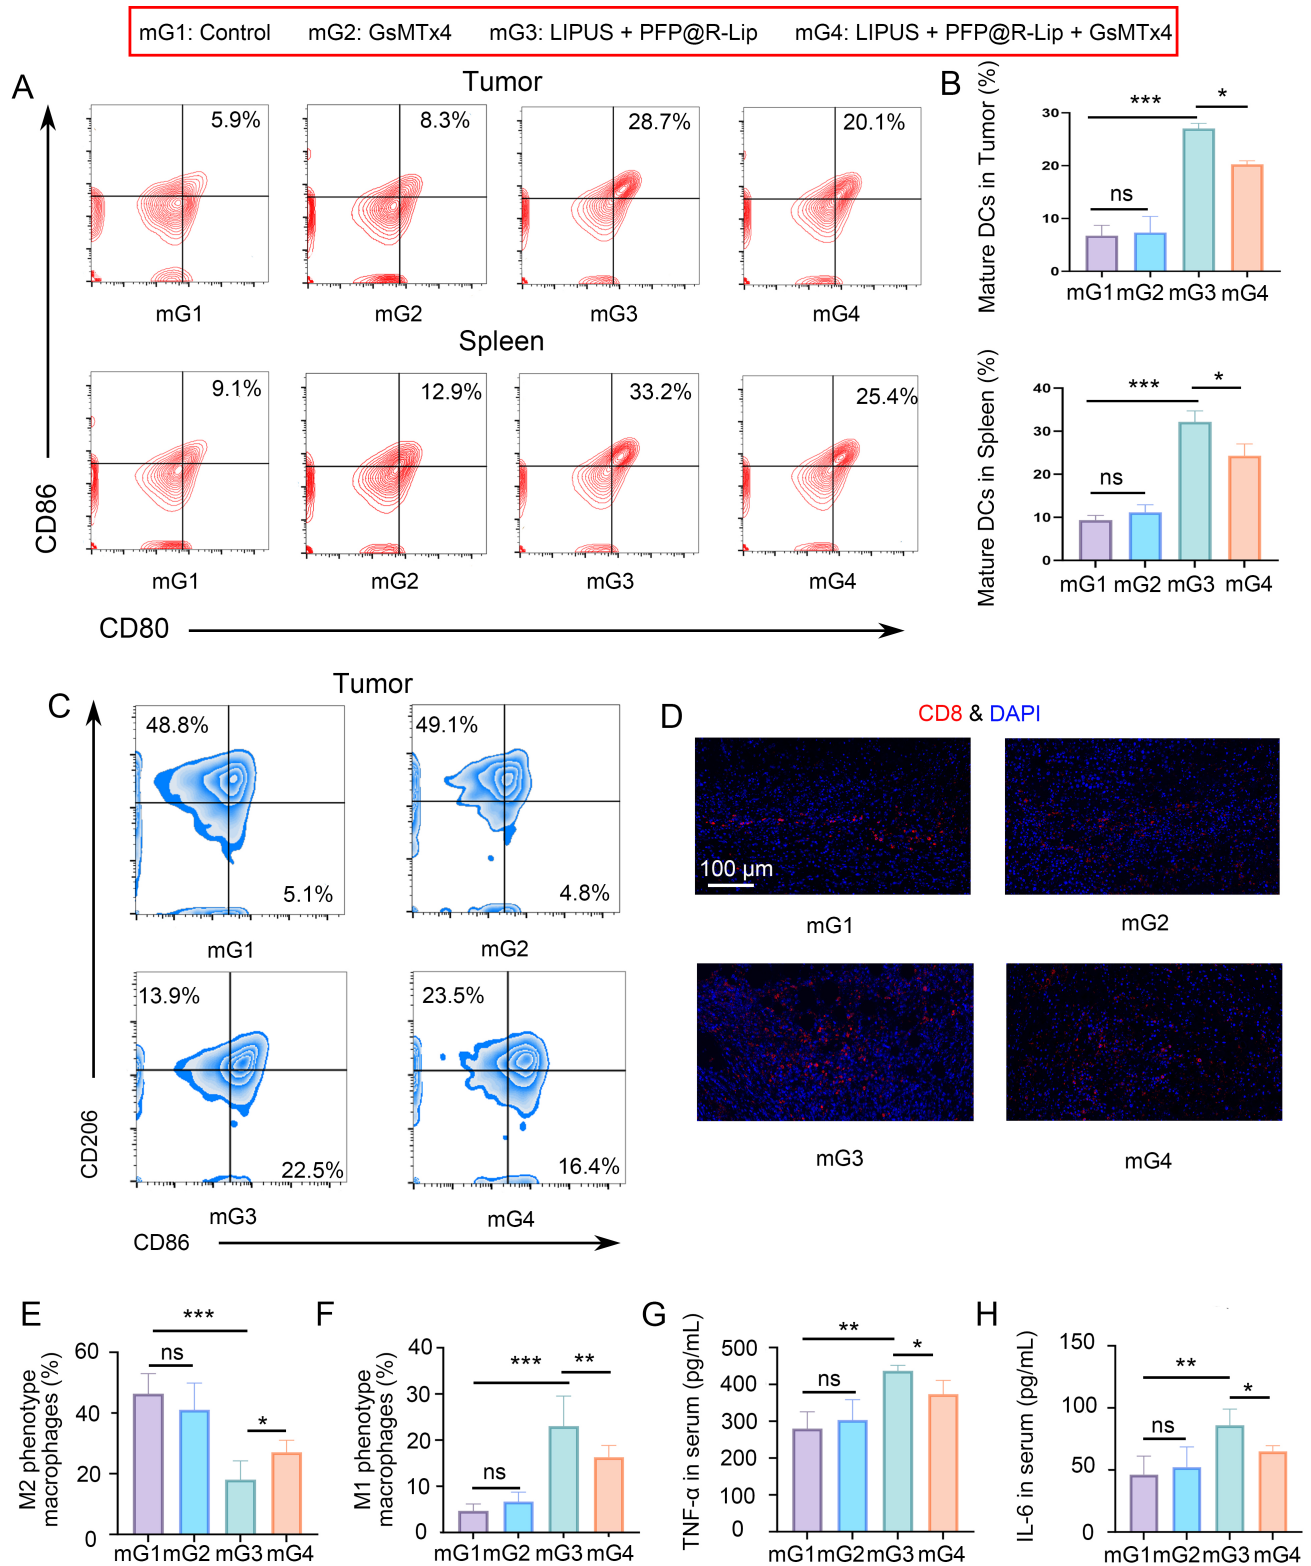 mG1: Control mG2: GsMTx4 mG3: LIPUS + PFP@R-Lip mG4: LIPUS + PFP@R-Lip + GsMTx4
A
Tumor
5.9%
8.3%
28.7%
20.1%
mG1
mG2
mG3
mG4
Spleen
9.1%
12.9%
33.2%
25.4%
mG1
mG2
mG3
mG4
CD86
CD80
B
Mature DCs in Tumor (%)
30
20
10
0
***
*
ns
mG1 mG2 mG3 mG4
Mature DCs in Spleen (%)
40
30
20
10
0
***
*
ns
mG1 mG2 mG3 mG4
C
Tumor
48.8%
5.1%
mG1
49.1%
4.8%
mG2
13.9%
22.5%
mG3
23.5%
16.4%
mG4
CD206
CD86
D
CD8 & DAPI
100 µm
mG1
mG2
mG3
mG4
E
M2 phenotype
macrophages (%)
60
40
20
0
***
ns
*
mG1 mG2 mG3 mG4
F
M1 phenotype
macrophages (%)
40
30
20
10
0
***
**
ns
mG1 mG2 mG3 mG4
G
TNF-α in serum (pg/mL)
500
400
300
200
100
0
**
*
ns
mG1 mG2 mG3 mG4
H
IL-6 in serum (pg/mL)
150
100
50
0
**
*
ns
mG1 mG2 mG3 mG4